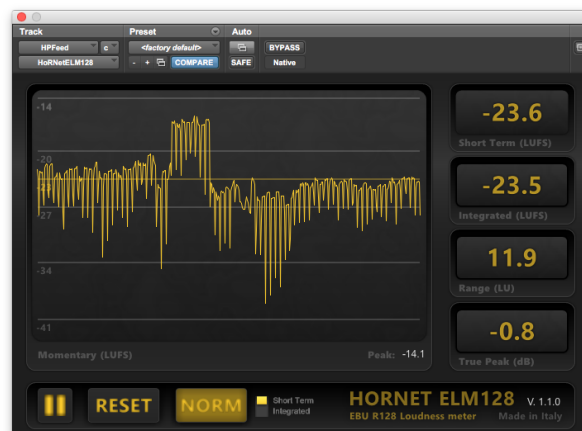 Track Preset Auto
HPFeed c <factory default> BYPASS
HoRNetELM128 - + COMPARE SAFE Native
-14
-20
-23
-27
-34
-41
Momentary (LUFS) Peak: -14.1
-23.6
Short Term (LUFS)
-23.5
Integrated (LUFS)
11.9
Range (LU)
-0.8
True Peak (dB)
RESET NORM
Short Term
Integrated
HORNET ELM128 V. 1.1.0
EBU R128 Loudness meter Made in Italy